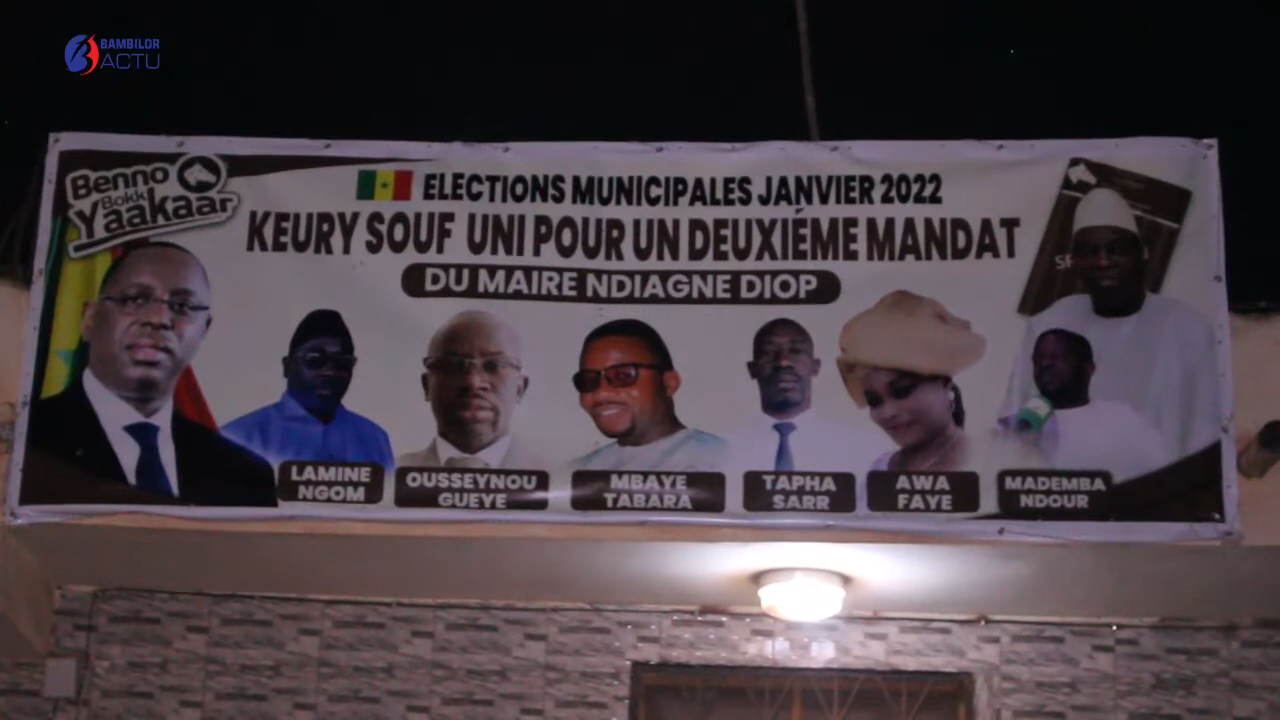 BAMBILOR
ACTU
Benno
Bokk
Yaakaar
ELECTIONS MUNICIPALES JANVIER 2022
KEURY SOUF UNI POUR UN DEUXIÉME MANDAT
DU MAIRE NDIAGNE DIOP
LAMINE
NGOM
OUSSEYNOU
GUEYE
MBAYE
TABARA
TAPHA
SARR
AWA
FAYE
MADEMBA
NDOUR